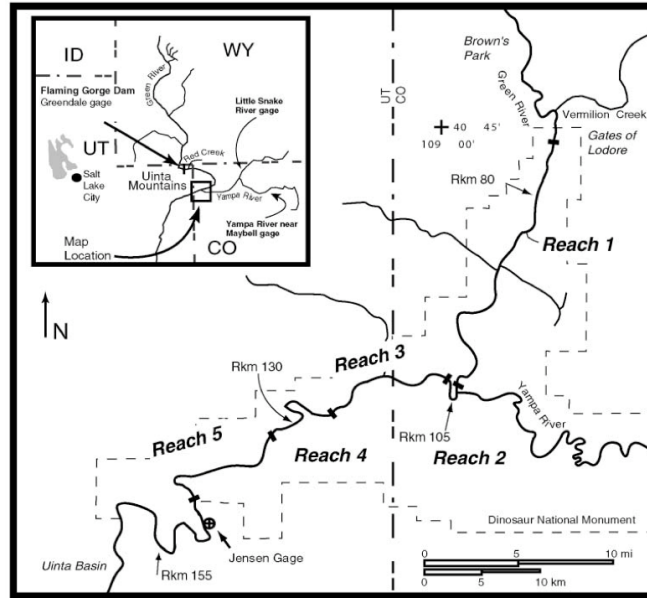 ID
WY
Flaming Gorge Dam
Greendale gage
Green River
Little Snake
River gage
UT
Red Creek
Uinta
Mountains
Salt
Lake
City
Yampa River
Yampa River near
Maybell gage
Map
Location
CO
Brown's
Park
Green River
UT
CO
Vermilion Creek
40 45'
109 00'
Gates of
Lodore
Rkm 80
Reach 1
N
Reach 3
Rkm 130
Yampa
River
Reach 5
Rkm 105
Reach 4
Reach 2
Dinosaur National Monument
Jensen Gage
Uinta Basin
Rkm 155
0 5 10 mi
0 5 10 km